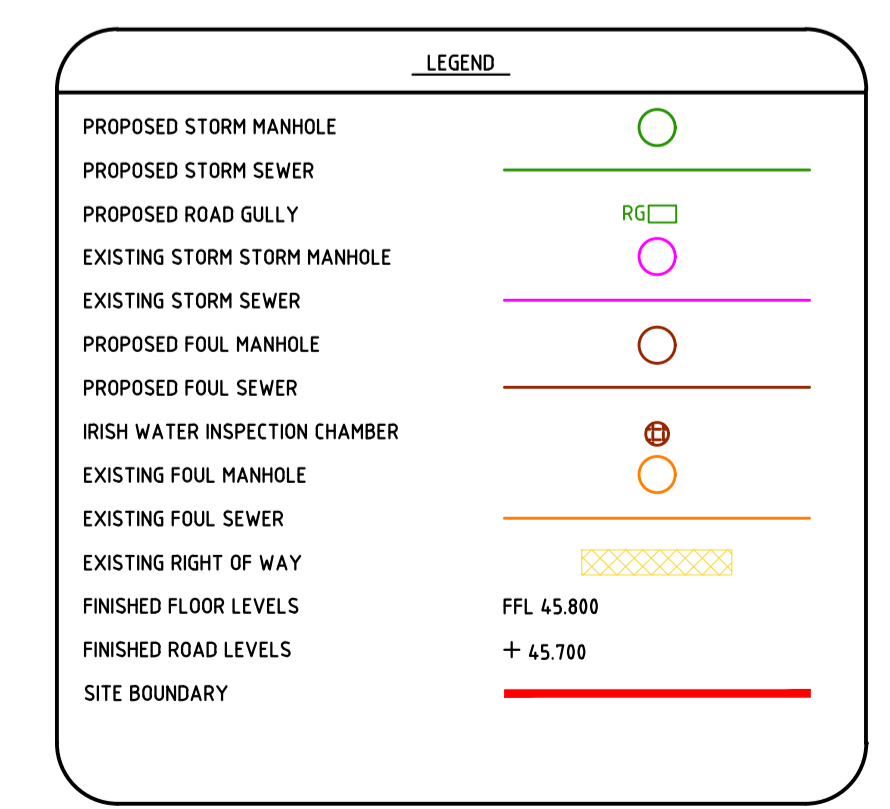 LEGEND
PROPOSED STORM MANHOLE
PROPOSED STORM SEWER
PROPOSED ROAD GULLY RG
EXISTING STORM STORM MANHOLE
EXISTING STORM SEWER
PROPOSED FOUL MANHOLE
PROPOSED FOUL SEWER
IRISH WATER INSPECTION CHAMBER
EXISTING FOUL MANHOLE
EXISTING FOUL SEWER
EXISTING RIGHT OF WAY
FINISHED FLOOR LEVELS FFL 45.800
FINISHED ROAD LEVELS + 45.700
SITE BOUNDARY